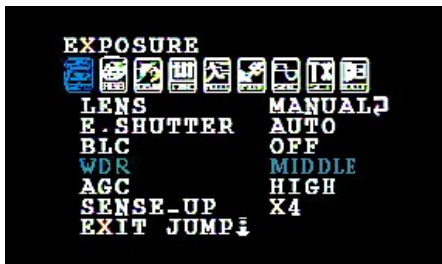 EXPOSURE
LENS MANUAL
E.SHUTTER AUTO
BLC OFF
WDR MIDDLE
AGC HIGH
SENSE-UP X4
EXIT JUMP